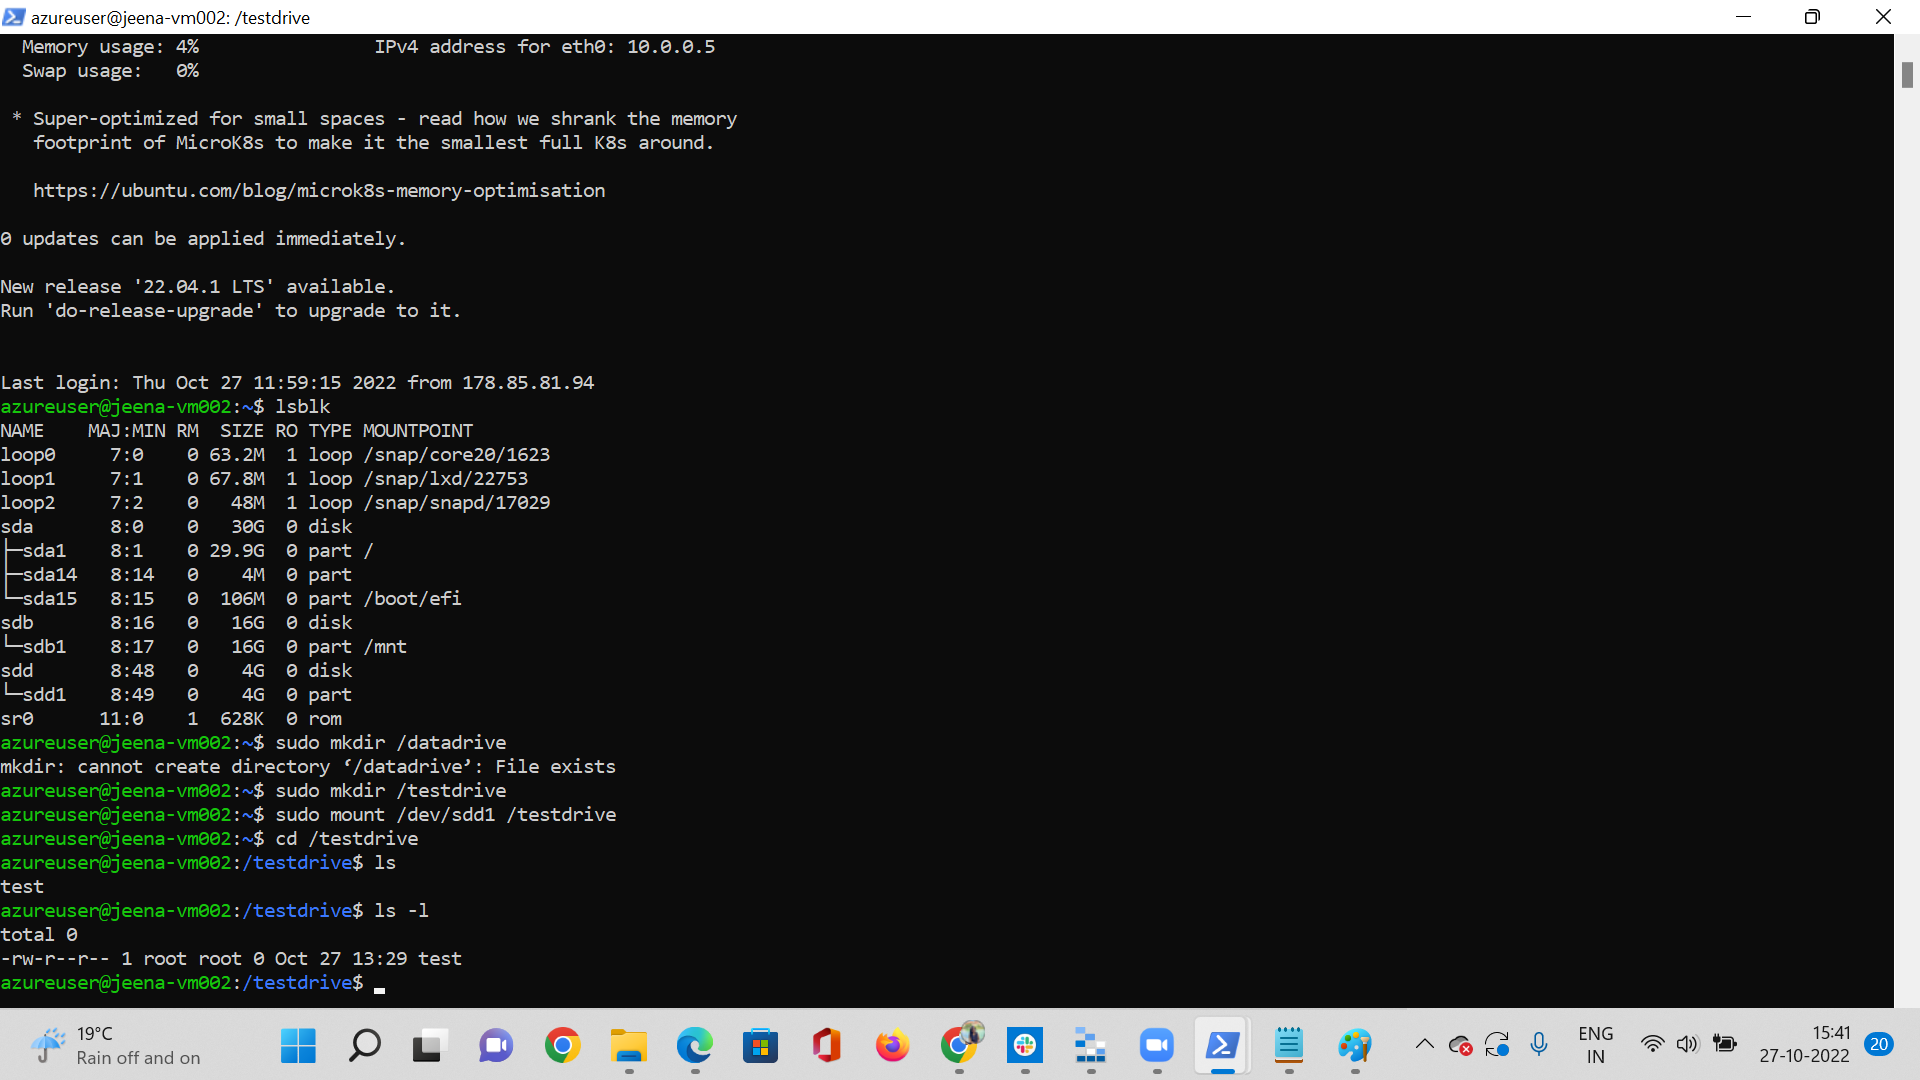 azureuser@jeena-vm002: /testdrive
Memory usage: 4%                IPv4 address for eth0: 10.0.0.5
Swap usage:   0%
* Super-optimized for small spaces - read how we shrank the memory
footprint of MicroK8s to make it the smallest full K8s around.
https://ubuntu.com/blog/microk8s-memory-optimisation
0 updates can be applied immediately.
New release '22.04.1 LTS' available.
Run 'do-release-upgrade' to upgrade to it.
Last login: Thu Oct 27 11:59:15 2022 from 178.85.81.94
azureuser@jeena-vm002:~$ lsblk
NAME    MAJ:MIN RM  SIZE RO TYPE MOUNTPOINT
loop0     7:0    0 63.2M  1 loop /snap/core20/1623
loop1     7:1    0 67.8M  1 loop /snap/lxd/22753
loop2     7:2    0   48M  1 loop /snap/snapd/17029
sda       8:0    0   30G  0 disk
├─sda1    8:1    0 29.9G  0 part /
├─sda14   8:14   0    4M  0 part
└─sda15   8:15   0  106M  0 part /boot/efi
sdb       8:16   0   16G  0 disk
└─sdb1    8:17   0   16G  0 part /mnt
sdd       8:48   0    4G  0 disk
└─sdd1    8:49   0    4G  0 part
sr0      11:0    1  628K  0 rom
azureuser@jeena-vm002:~$ sudo mkdir /datadrive
mkdir: cannot create directory ‘/datadrive’: File exists
azureuser@jeena-vm002:~$ sudo mkdir /testdrive
azureuser@jeena-vm002:~$ sudo mount /dev/sdd1 /testdrive
azureuser@jeena-vm002:~$ cd /testdrive
azureuser@jeena-vm002:/testdrive$ ls
test
azureuser@jeena-vm002:/testdrive$ ls -l
total 0
-rw-r--r-- 1 root root 0 Oct 27 13:29 test
azureuser@jeena-vm002:/testdrive$
19°C
Rain off and on
ENG
IN
15:41
27-10-2022
20